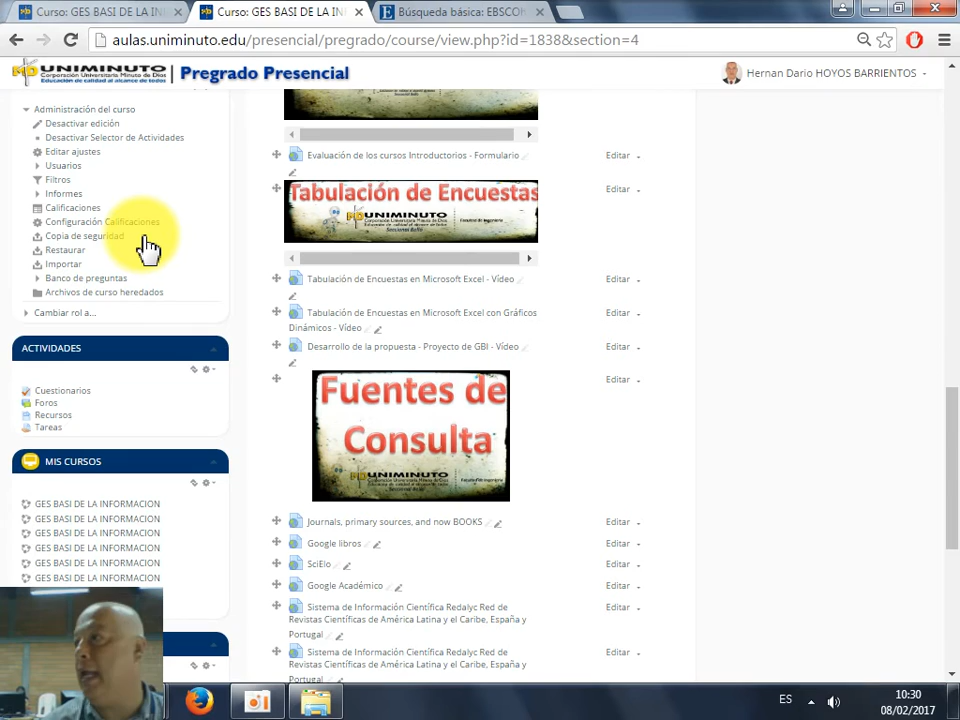 Curso: GES BASI DE LA IN
Curso: GES BASI DE LA IN
Búsqueda básica: EBSCOh
aulas.uniminuto.edu/presencial/pregrado/course/view.php?id=1838&section=4
UNIMINUTO
Corporación Universitaria Minuto de Dios
Educación de calidad al alcance de todos
Pregrado Presencial
Hernan Dario HOYOS BARRIENTOS
Administración del curso
Desactivar edición
Desactivar Selector de Actividades
Editar ajustes
Usuarios
Filtros
Informes
Calificaciones
Configuración Calificaciones
Copia de seguridad
Restaurar
Importar
Banco de preguntas
Archivos de curso heredados
Cambiar rol a...
ACTIVIDADES
Cuestionarios
Foros
Recursos
Tareas
MIS CURSOS
GES BASI DE LA INFORMACION
GES BASI DE LA INFORMACION
GES BASI DE LA INFORMACION
GES BASI DE LA INFORMACION
GES BASI DE LA INFORMACION
GES BASI DE LA INFORMACION
Evaluación de los cursos Introductorios - Formulario
Editar
Tabulación de Encuestas
UNIMINUTO
Editar
Tabulación de Encuestas en Microsoft Excel - Vídeo
Editar
Tabulación de Encuestas en Microsoft Excel con Gráficos
Dinámicos - Vídeo
Editar
Desarrollo de la propuesta - Proyecto de GBI - Vídeo
Editar
Fuentes de
Consulta
UNIMINUTO
Editar
Journals, primary sources, and now BOOKS
Editar
Google libros
Editar
SciElo
Editar
Google Académico
Editar
Sistema de Información Científica Redalyc Red de
Revistas Científicas de América Latina y el Caribe, España y
Portugal
Editar
Sistema de Información Científica Redalyc Red de
Revistas Científicas de América Latina y el Caribe, España y
Portugal
Editar
ES
10:30
08/02/2017